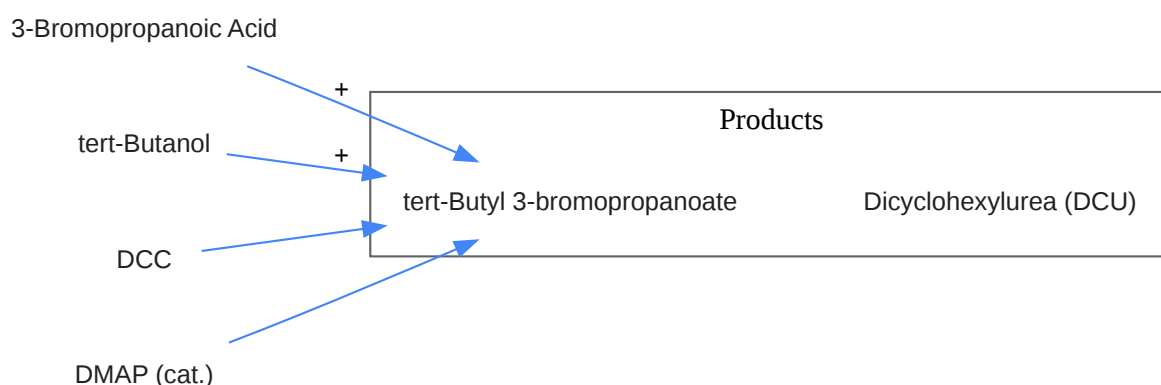 3-Bromopropanoic Acid
+
Products
tert-Butanol
+
tert-Butyl 3-bromopropanoate
Dicyclohexylurea (DCU)
DCC
DMAP (cat.)